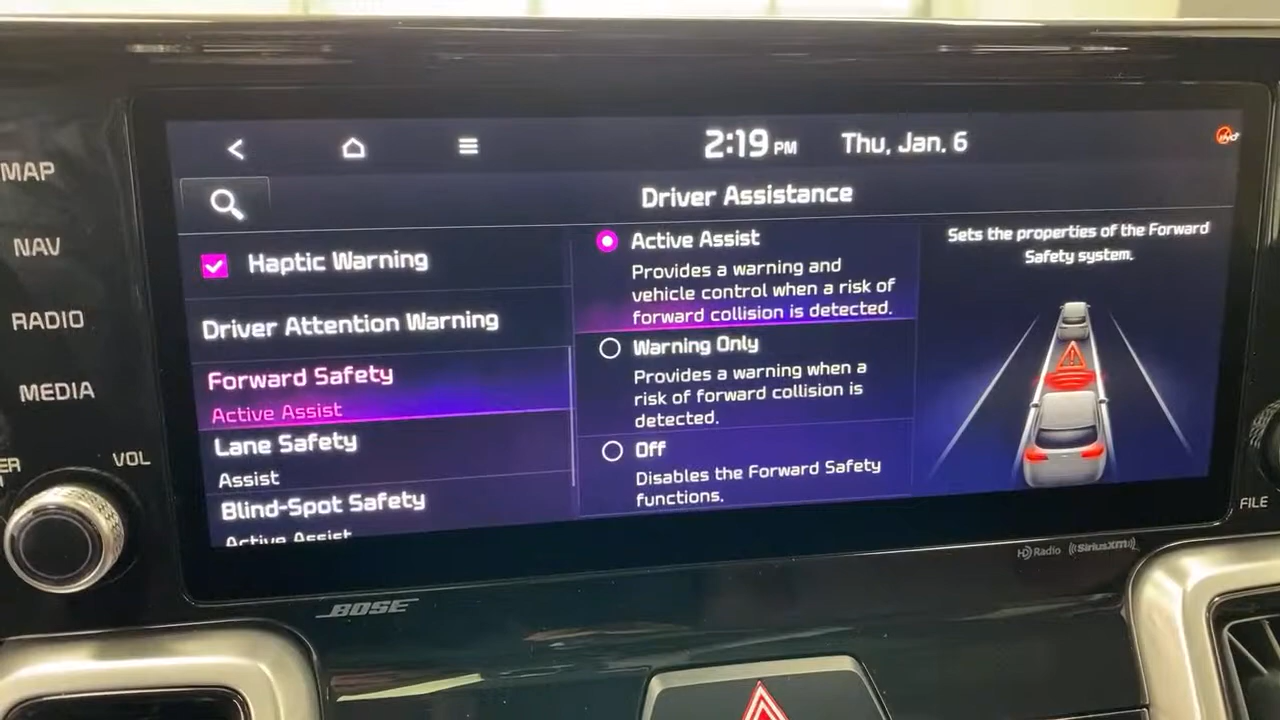 MAP
NAV
RADIO
MEDIA
VOL
2:19 PM
Thu, Jan. 6
Driver Assistance
Haptic Warning
Driver Attention Warning
Forward Safety
Active Assist
Lane Safety
Assist
Blind-Spot Safety
Active Assist
Active Assist
Provides a warning and
vehicle control when a risk of
forward collision is detected.
Warning Only
Provides a warning when a
risk of forward collision is
detected.
Off
Disables the Forward Safety
functions.
Sets the properties of the Forward
Safety system.
FILE
HD Radio
SiriusXM
BOSE